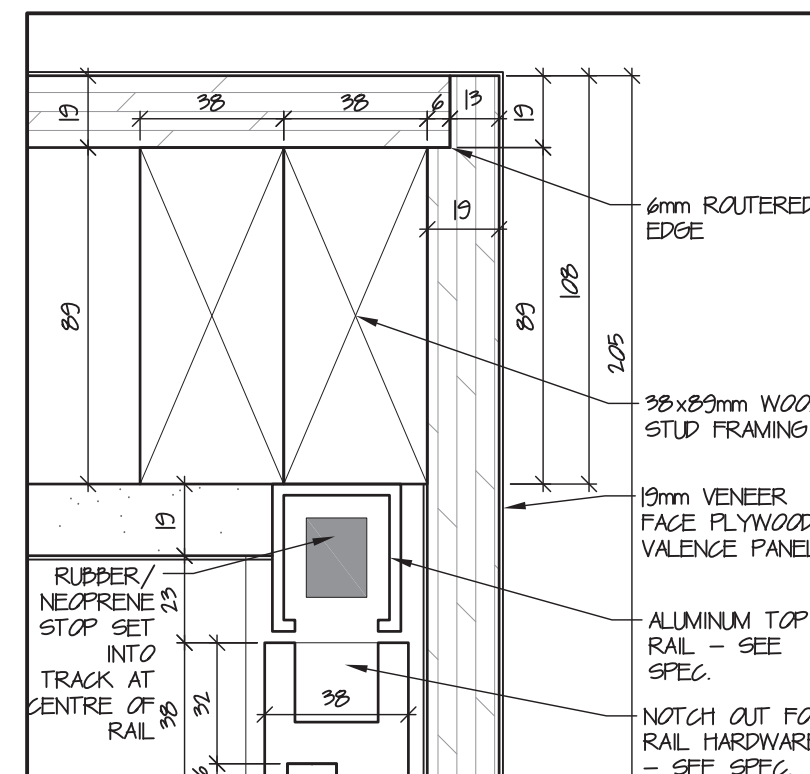 38
38
6
13
19
19
6mm ROUTERED
EDGE
19
89
89
108
205
38x89mm WOO
STUD FRAMING
19mm VENEER
FACE PLYWOOD
VALENCE PANEL
19
RUBBER/
NEOPRENE
STOP SET
INTO
TRACK AT
CENTRE OF
RAIL
23
38
32
6
38
ALUMINUM TOP
RAIL – SEE
SPEC.
NOTCH OUT FO
RAIL HARDWARE
– SEE SPEC.